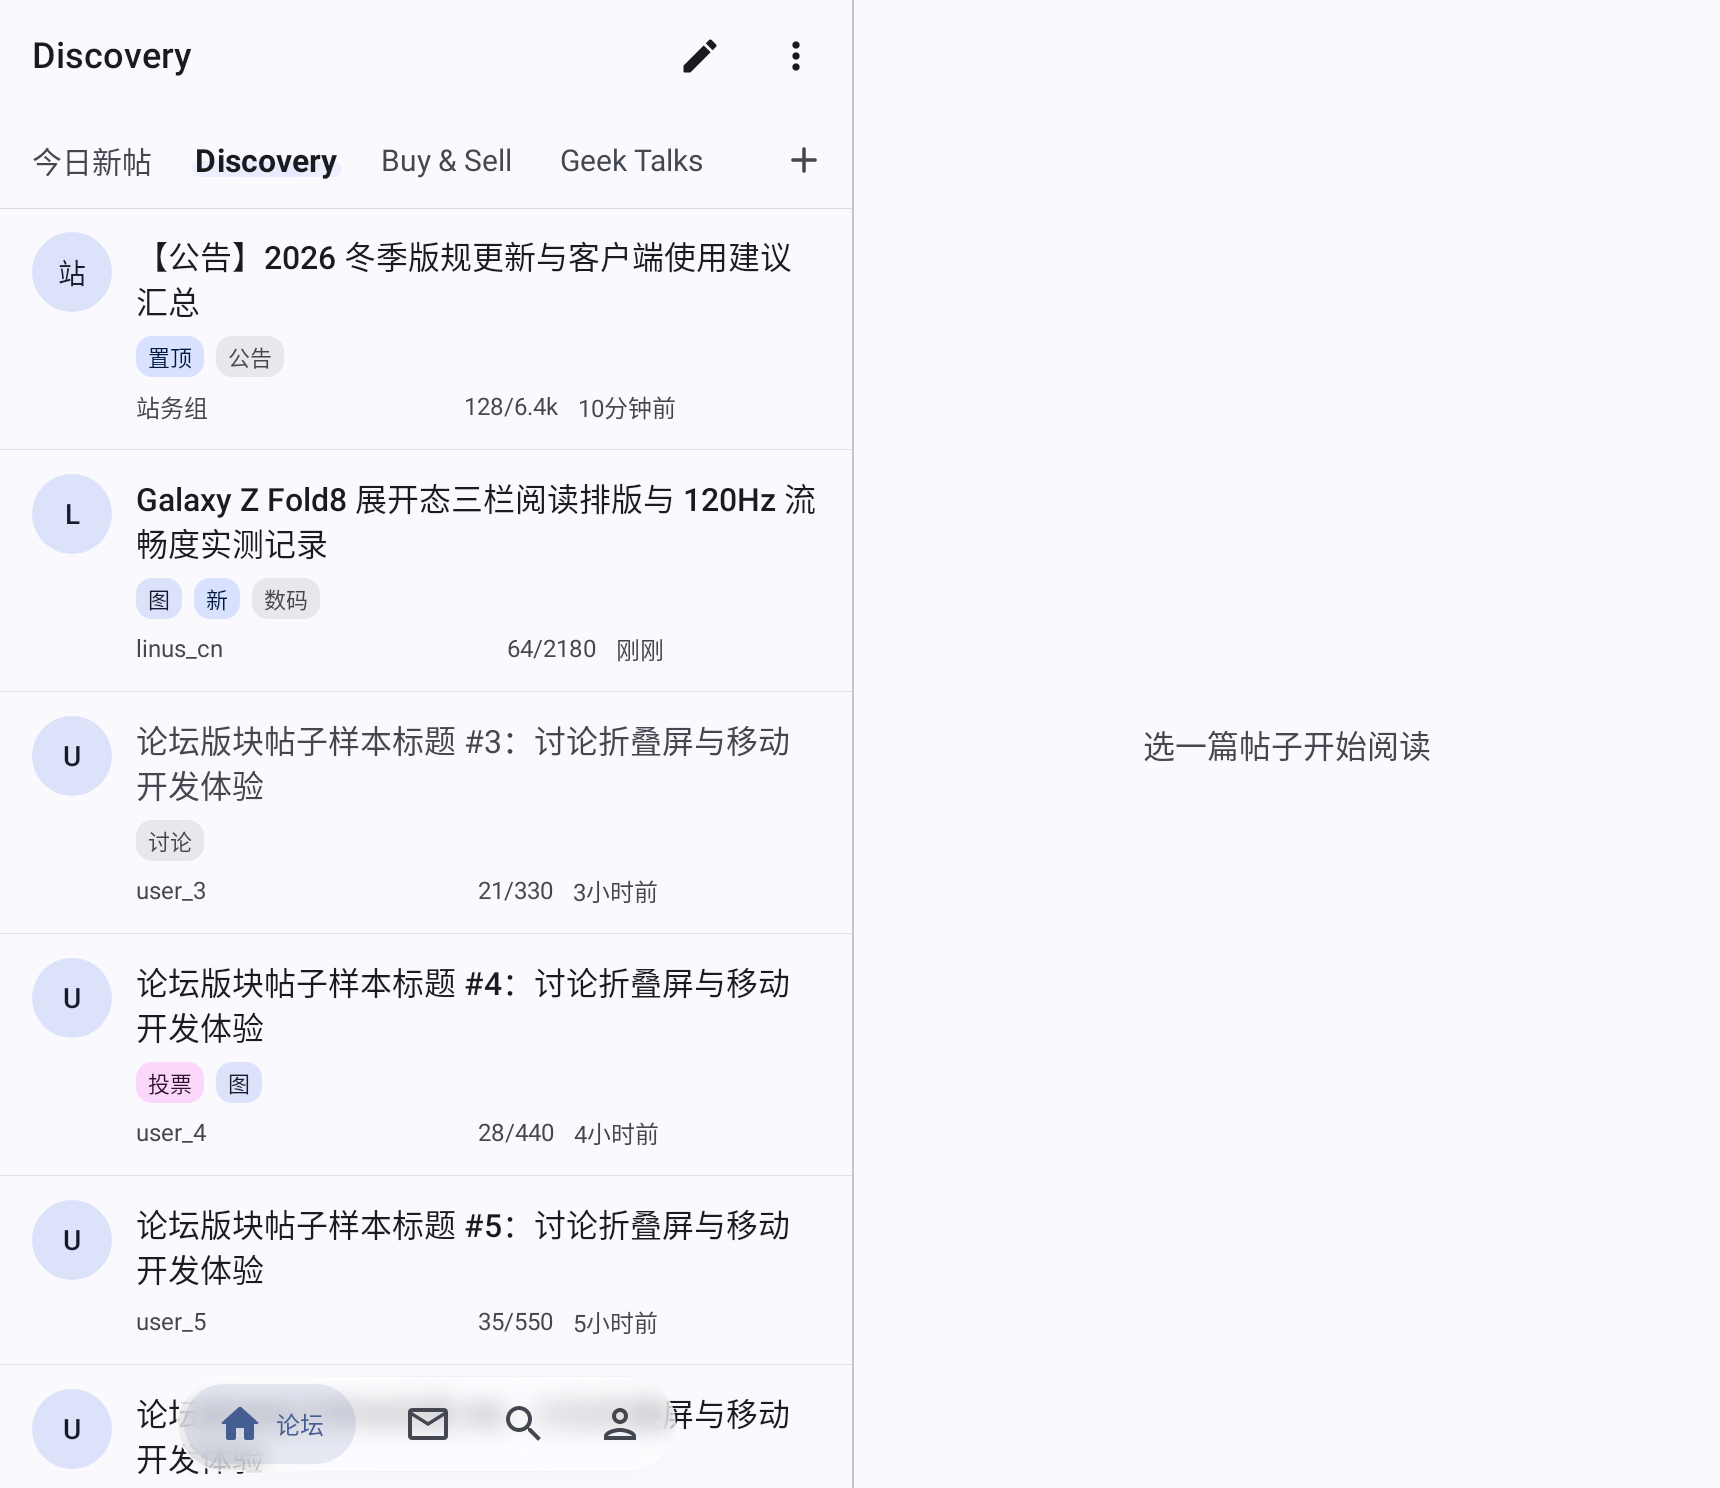 Discovery
今日新帖 Discovery Buy & Sell Geek Talks
站
【公告】2026 冬季版规更新与客户端使用建议
汇总
置顶 公告
站务组 128/6.4k 10分钟前
L
Galaxy Z Fold8 展开态三栏阅读排版与 120Hz 流
畅度实测记录
图 新 数码
linus_cn 64/2180 刚刚
U
论坛版块帖子样本标题 #3：讨论折叠屏与移动
开发体验
讨论
user_3 21/330 3小时前
U
论坛版块帖子样本标题 #4：讨论折叠屏与移动
开发体验
投票 图
user_4 28/440 4小时前
U
论坛版块帖子样本标题 #5：讨论折叠屏与移动
开发体验
user_5 35/550 5小时前
U
论坛 屏与移动
开发体验
论坛
选一篇帖子开始阅读